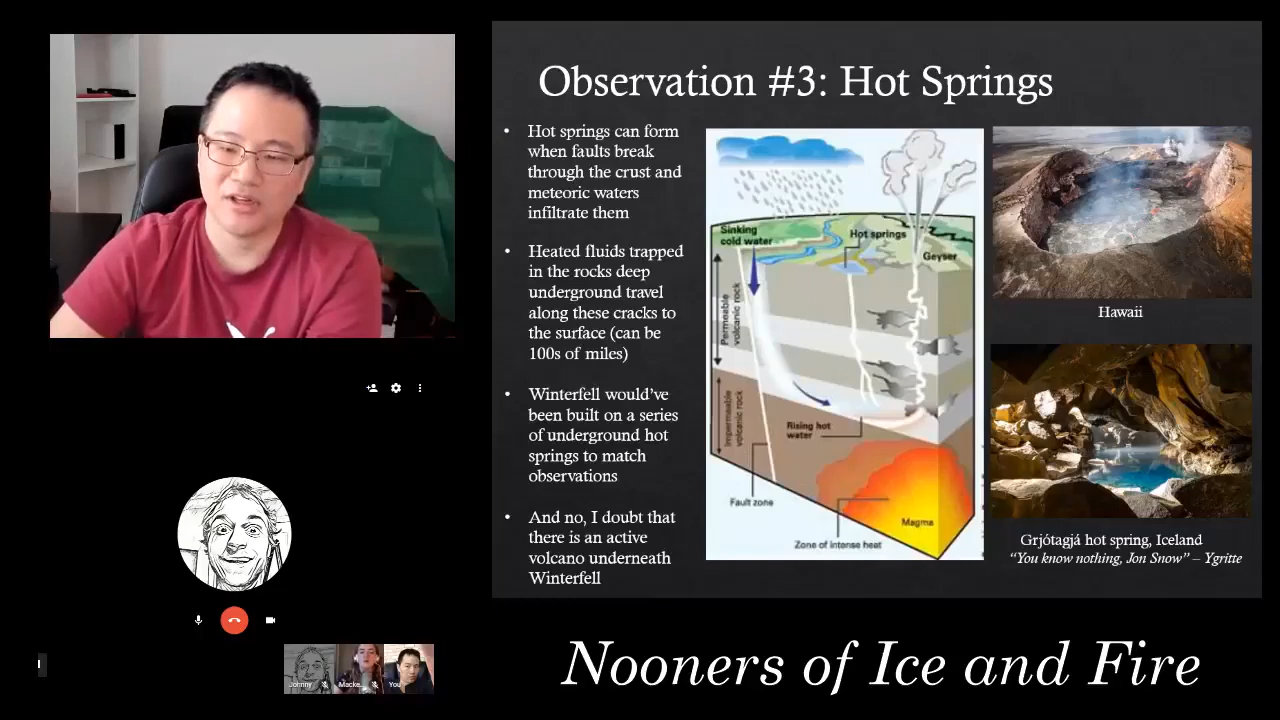 Observation #3: Hot Springs
• Hot springs can form
when faults break
through the crust and
meteoric waters
infiltrate them
• Heated fluids trapped
in the rocks deep
underground travel
along these cracks to
the surface (can be
100s of miles)
• Winterfell would’ve
been built on a series
of underground hot
springs to match
observations
• And no, I doubt that
there is an active
volcano underneath
Winterfell
Sinking
cold water
Hot springs
Geyser
Permeable
volcanic rock
Impermeable
volcanic rock
Rising hot
water
Fault zone
Magma
Zone of intense heat
Hawaii
Grjótagjá hot spring, Iceland
“You know nothing, Jon Snow” – Ygritte
Johnny
Macke...
You
Nooners of Ice and Fire